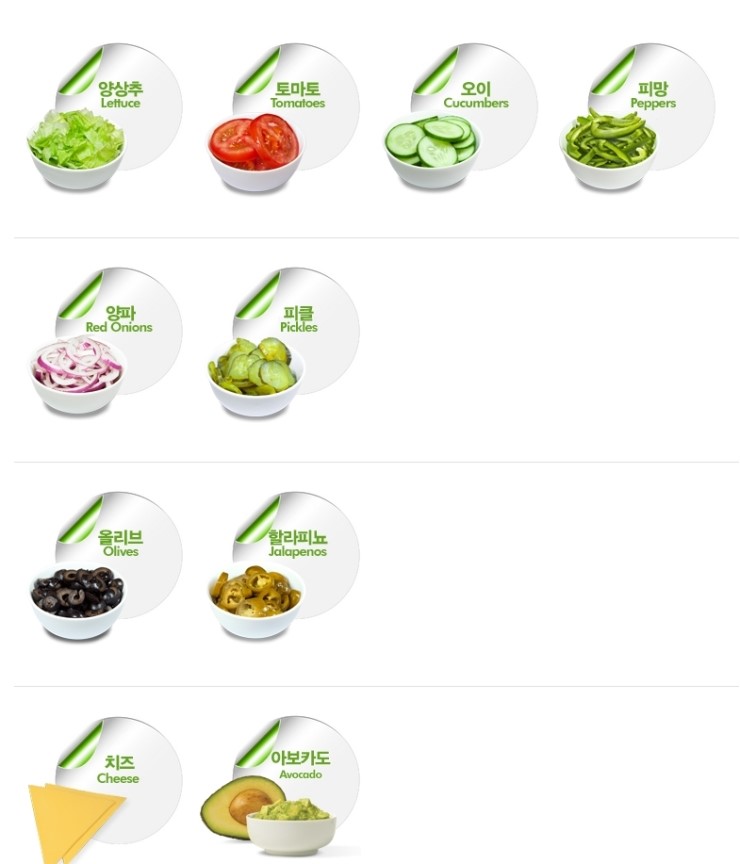 양상추
Lettuce
토마토
Tomatoes
오이
Cucumbers
피망
Peppers
양파
Red Onions
피클
Pickles
올리브
Olives
할라피뇨
Jalapenos
치즈
Cheese
아보카도
Avocado